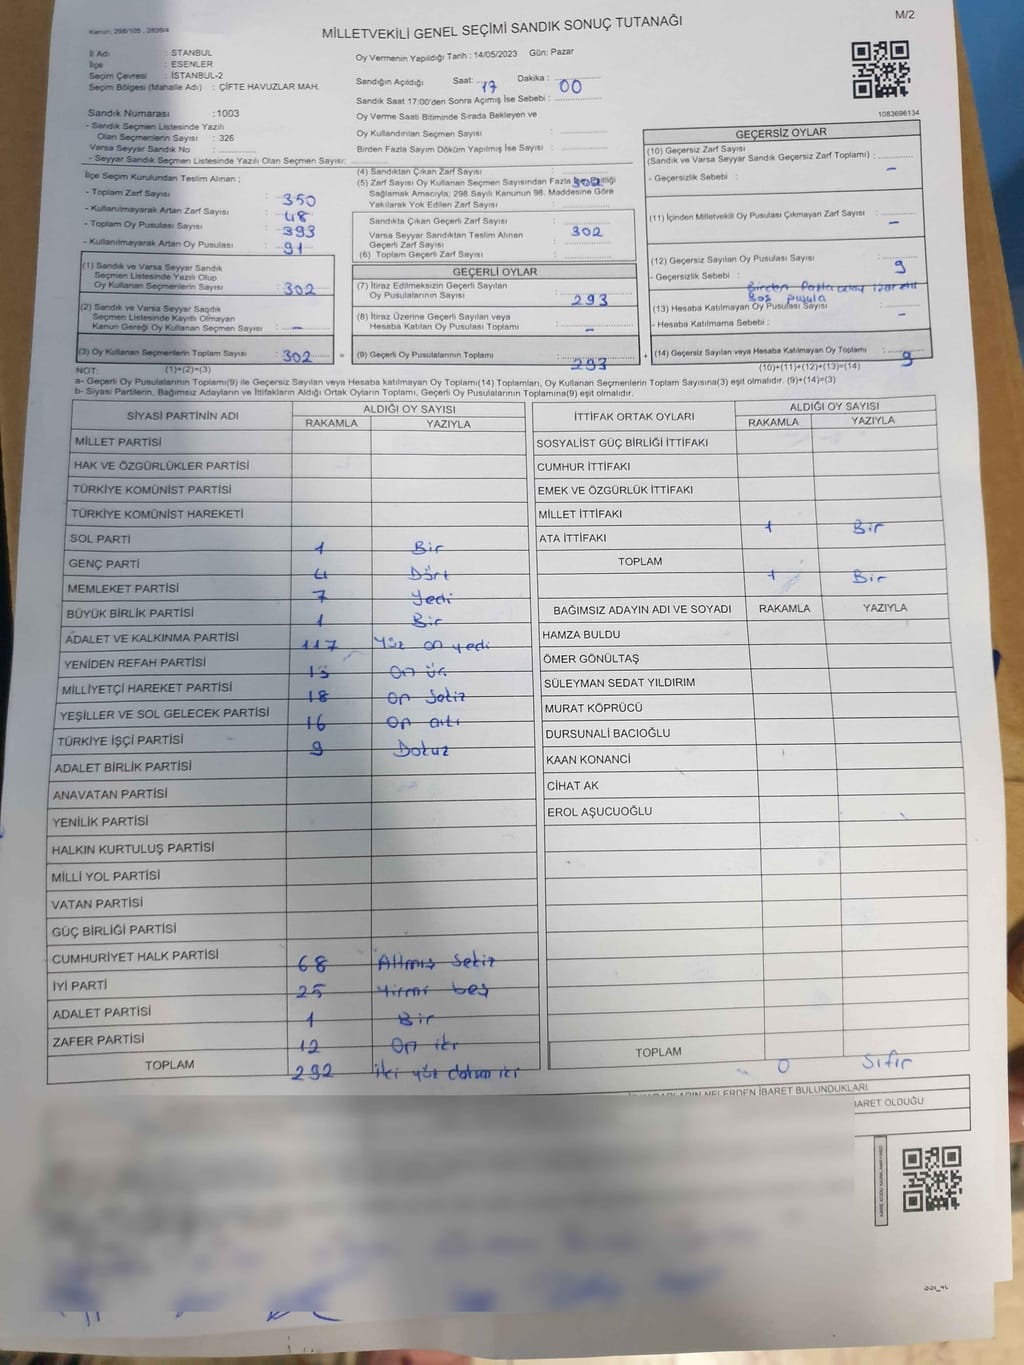 M/2
Kanun: 298/105 , 2839/4
MİLLETVEKİLİ GENEL SEÇİMİ SANDIK SONUÇ TUTANAĞI
İl Adı : İSTANBUL
İlçe : ESENLER
Seçim Çevresi : İSTANBUL-2
Seçim Bölgesi (Mahalle Adı) : ÇİFTE HAVUZLAR MAH.
Sandık Numarası : 1003
- Sandık Seçmen Listesinde Yazılı
Olan Seçmenlerin Sayısı : 326
Varsa Seyyar Sandık No :
- Seyyar Sandık Seçmen Listesinde Yazılı Olan Seçmen Sayısı:
Oy Vermenin Yapıldığı Tarih : 14/05/2023 Gün: Pazar
Sandığın Açıldığı Saat: 17 Dakika : 00
Sandık Saat 17:00'den Sonra Açımış İse Sebebi :
Oy Verme Saati Bitiminde Sırada Bekleyen ve
Oy Kullandırılan Seçmen Sayısı :
Birden Fazla Sayım Döküm Yapılmış İse Sayısı :
1083696134
İlçe Seçim Kurulundan Teslim Alınan ;
- Toplam Zarf Sayısı : 350
- Kullanılmayarak Artan Zarf Sayısı : 48
- Toplam Oy Pusulası Sayısı : 393
- Kullanılmayarak Artan Oy Pusulası : 91
(1) Sandık ve Varsa Seyyar Sandık
Seçmen Listesinde Yazılı Olup
Oy Kullanan Seçmenlerin Sayısı : 302
(2) Sandık ve Varsa Seyyar Sandık
Seçmen Listesinde Kayıtlı Olmayan
Kanun Gereği Oy Kullanan Seçmen Sayısı : -
(3) Oy Kullanan Seçmenlerin Toplam Sayısı : 302 =
(4) Sandıktan Çıkan Zarf Sayısı : 302
(5) Zarf Sayısı Oy Kullanan Seçmen Sayısından Fazla
Sağlamak Amacıyla; 298 Sayılı Kanunun 98. Maddesine Göre
Yakılarak Yok Edilen Zarf Sayısı :
Sandıkta Çıkan Geçerli Zarf Sayısı : 302
Varsa Seyyar Sandıktan Teslim Alınan
Geçerli Zarf Sayısı :
(6) Toplam Geçerli Zarf Sayısı :
GEÇERLİ OYLAR
(7) İtiraz Edilmeksizin Geçerli Sayılan
Oy Pusulalarının Sayısı : 293
(8) İtiraz Üzerine Geçerli Sayılan veya
Hesaba Katılan Oy Pusulası Toplamı : -
(9) Geçerli Oy Pusulalarının Toplamı : 293 +
GEÇERSİZ OYLAR
(10) Geçersiz Zarf Sayısı
(Sandık ve Varsa Seyyar Sandık Geçersiz Zarf Toplamı) : -
- Geçersizlik Sebebi :
(11) İçinden Milletvekili Oy Pusulası Çıkmayan Zarf Sayısı : -
(12) Geçersiz Sayılan Oy Pusulası Sayısı : 9
- Geçersizlik Sebebi : Birden
Boş pusula
(13) Hesaba Katılmayan Oy Pusulası Sayısı : -
- Hesaba Katılmama Sebebi :
(14) Geçersiz Sayılan veya Hesaba Katılmayan Oy Toplamı : 9
NOT: (1)+(2)=(3)
(10)+(11)+(12)+(13)=(14)
a- Geçerli Oy Pusulalarının Toplamı(9) ile Geçersiz Sayılan veya Hesaba katılmayan Oy Toplamı(14) Toplamları, Oy Kullanan Seçmenlerin Toplam Sayısına(3) eşit olmalıdır. (9)+(14)=(3)
b- Siyasi Partilerin, Bağımsız Adayların ve İttifakların Aldığı Ortak Oyların Toplamı, Geçerli Oy Pusulalarının Toplamına(9) eşit olmalıdır.
SİYASİ PARTİNİN ADI ALDIĞI OY SAYISI
RAKAMLA YAZIYLA
MİLLET PARTİSİ
HAK VE ÖZGÜRLÜKLER PARTİSİ
TÜRKİYE KOMÜNİST PARTİSİ
TÜRKİYE KOMÜNİST HAREKETİ
SOL PARTİ 1 Bir
GENÇ PARTİ 4 Dört
MEMLEKET PARTİSİ 7 Yedi
BÜYÜK BİRLİK PARTİSİ 1 Bir
ADALET VE KALKINMA PARTİSİ 117 Yüz on yedi
YENİDEN REFAH PARTİSİ 13 On üç
MİLLİYETÇİ HAREKET PARTİSİ 18 On Sekiz
YEŞİLLER VE SOL GELECEK PARTİSİ 16 On altı
TÜRKİYE İŞÇİ PARTİSİ 9 Dokuz
ADALET BİRLİK PARTİSİ
ANAVATAN PARTİSİ
YENİLİK PARTİSİ
HALKIN KURTULUŞ PARTİSİ
MİLLİ YOL PARTİSİ
VATAN PARTİSİ
GÜÇ BİRLİĞİ PARTİSİ
CUMHURİYET HALK PARTİSİ 68 Altmış Sekiz
İYİ PARTİ 25 Yirmi beş
ADALET PARTİSİ 1 Bir
ZAFER PARTİSİ 12 On iki
TOPLAM 292 iki yüz doksan iki
İTTİFAK ORTAK OYLARI ALDIĞI OY SAYISI
RAKAMLA YAZIYLA
SOSYALİST GÜÇ BİRLİĞİ İTTİFAKI
CUMHUR İTTİFAKI
EMEK VE ÖZGÜRLÜK İTTİFAKI
MİLLET İTTİFAKI 1 Bir
ATA İTTİFAKI
TOPLAM 1 Bir
BAĞIMSIZ ADAYIN ADI VE SOYADI RAKAMLA YAZIYLA
HAMZA BULDU
ÖMER GÖNÜLTAŞ
SÜLEYMAN SEDAT YILDIRIM
MURAT KÖPRÜCÜ
DURSUNALİ BACIOĞLU
KAAN KONANCİ
CİHAT AK
EROL AŞUCUOĞLU
TOPLAM 0 Sıfır
NELERDEN İBARET BULUNDUKLARI
İBARET OLDUĞU